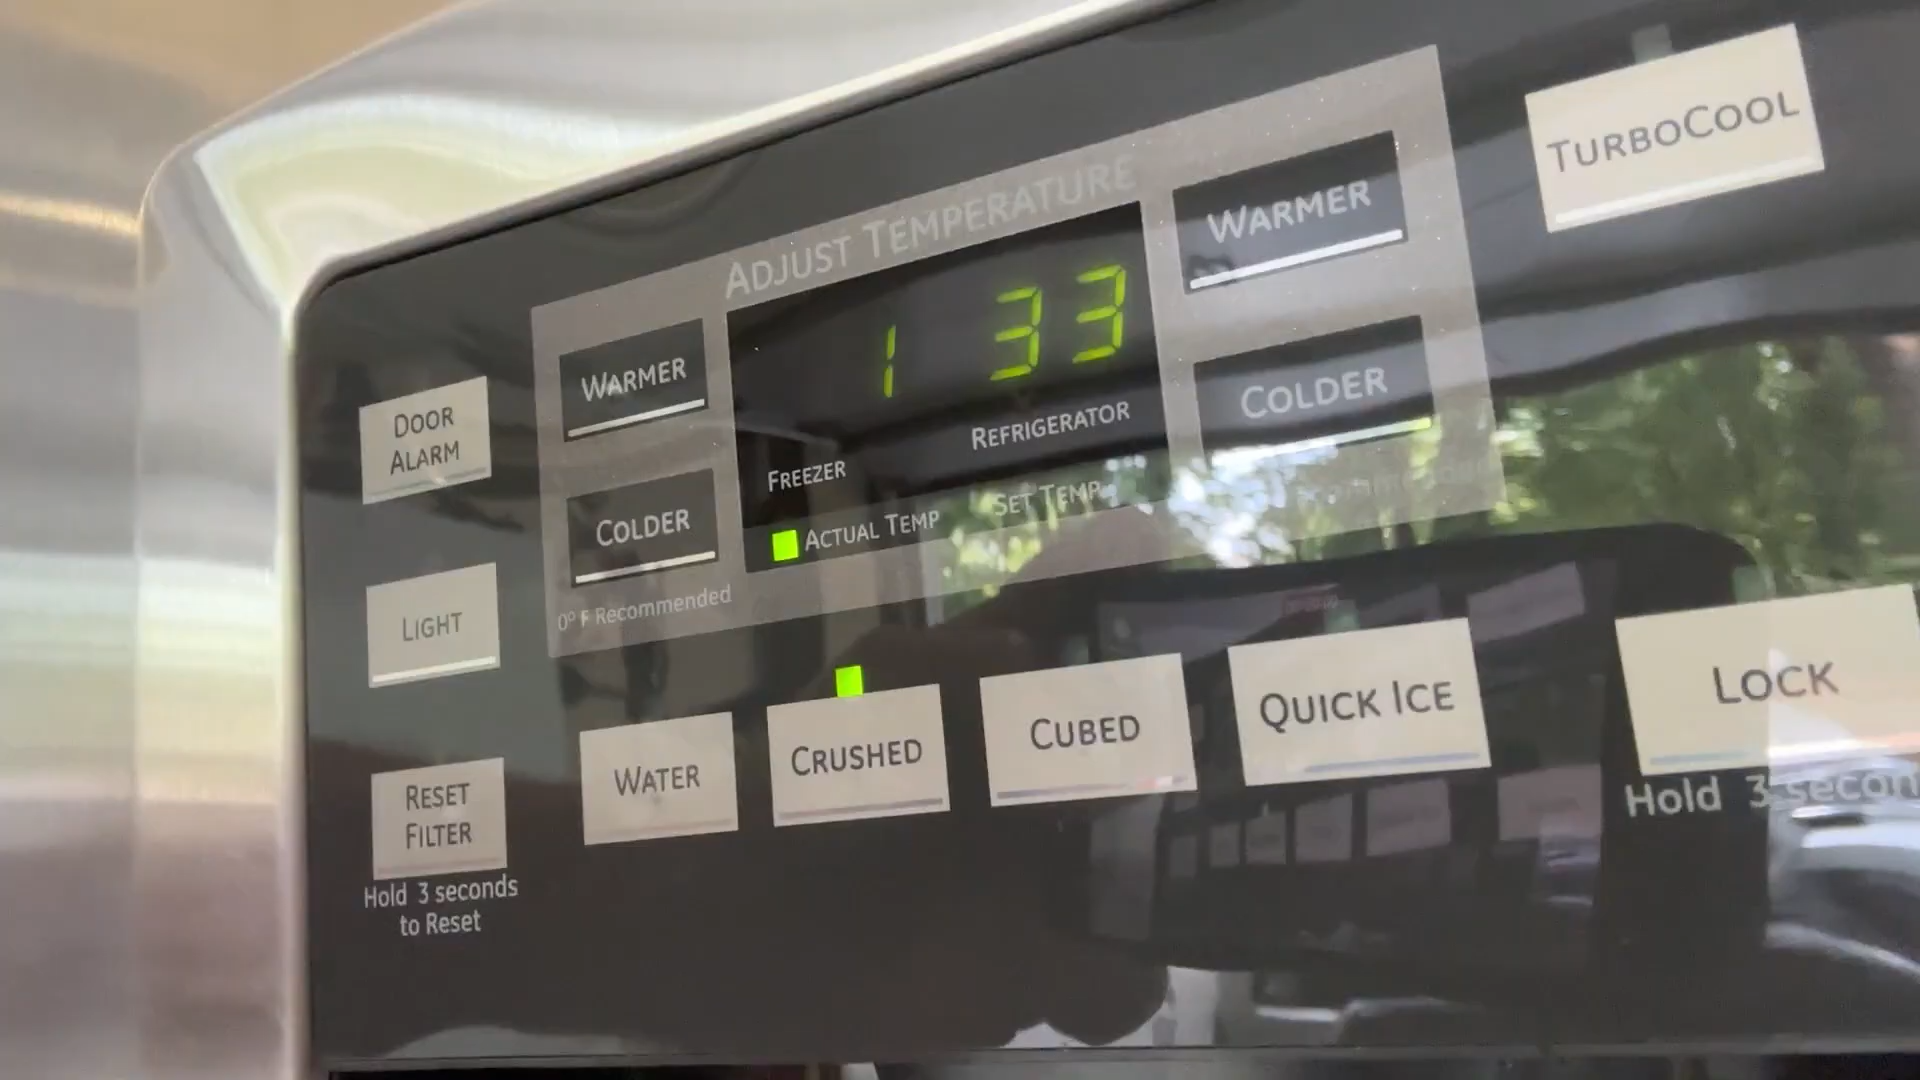 TURBOCOOL
ADJUST TEMPERATURE
WARMER
WARMER
1 33
COLDER
COLDER
FREEZER
REFRIGERATOR
ACTUAL TEMP
SET TEMP
0° F Recommended
DOOR
ALARM
LIGHT
RESET
FILTER
Hold 3 seconds
to Reset
WATER
CRUSHED
CUBED
QUICK ICE
LOCK
Hold 3